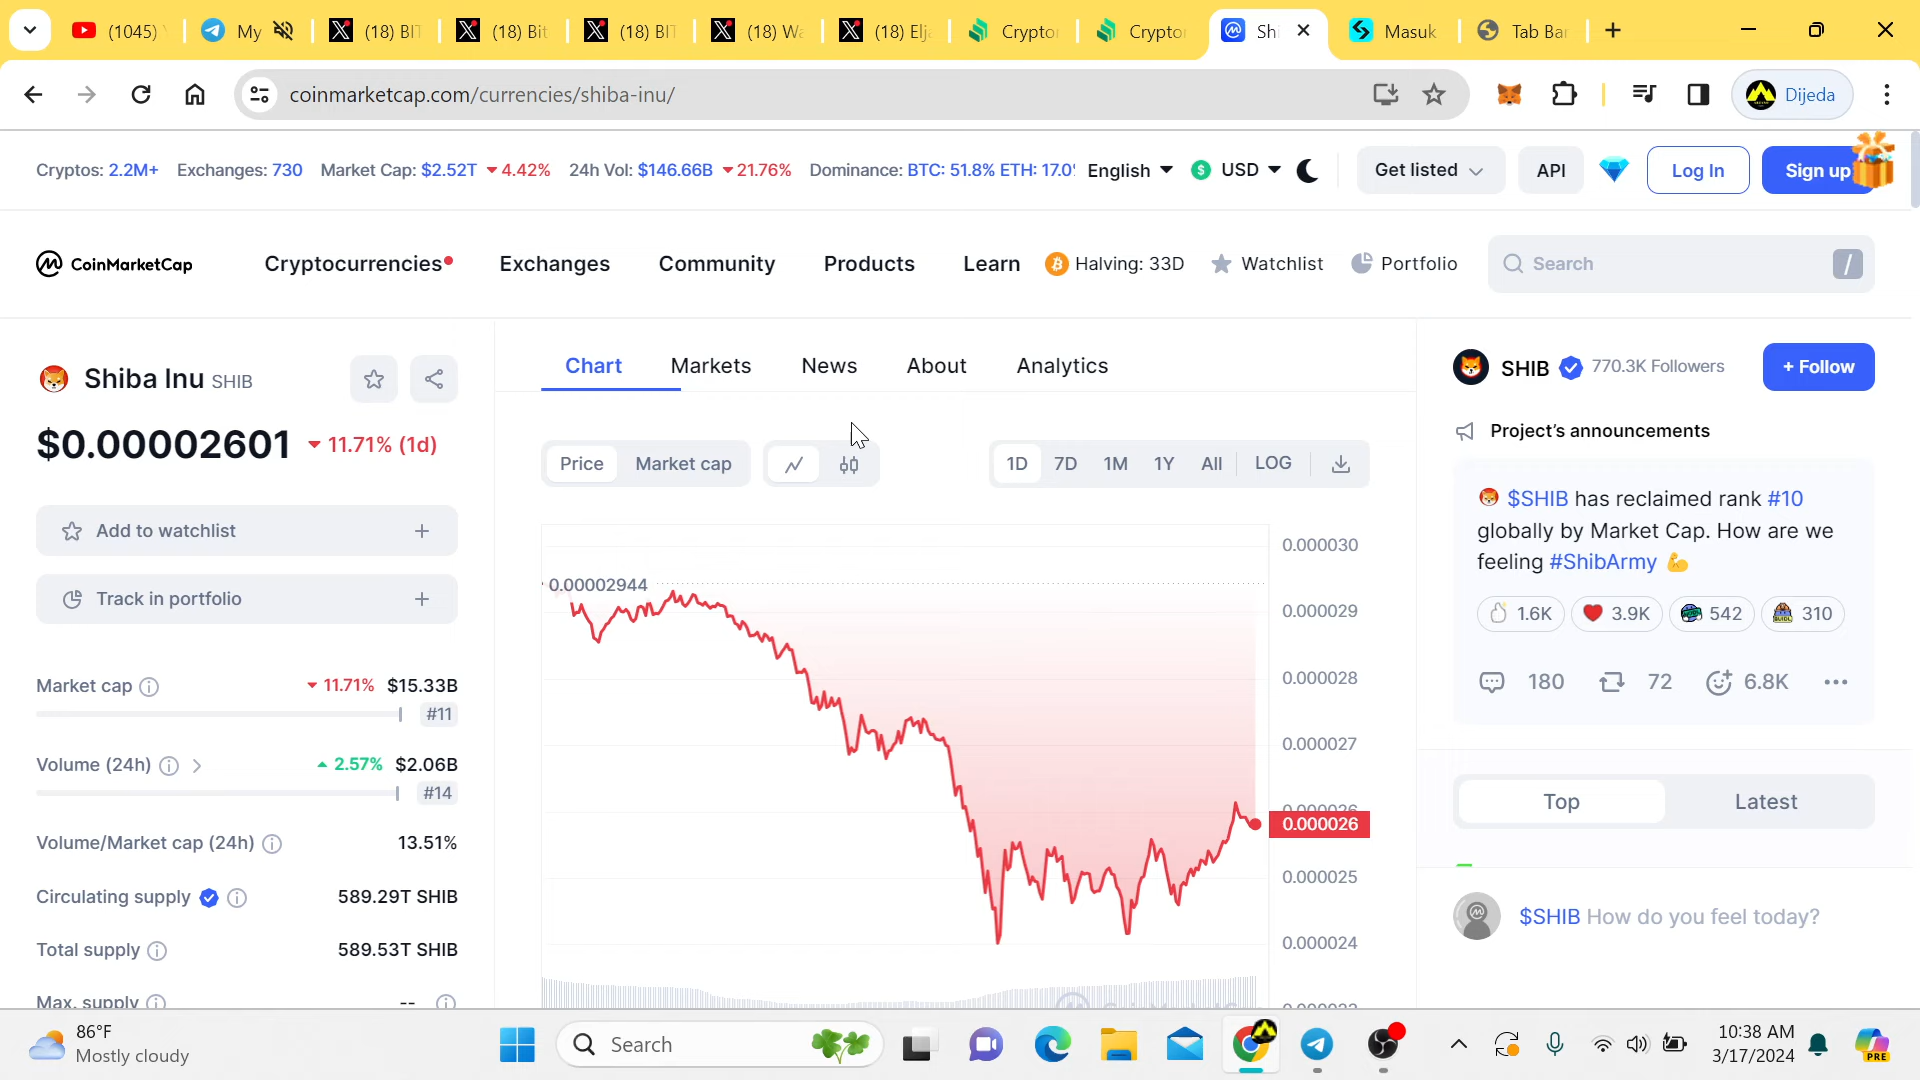 (1045)
My
(18) BIT
(18) Bit
(18) BIT
(18) Wa
(18) Elja
Crypto
Crypto
Shi
Masuk
Tab Bar
coinmarketcap.com/currencies/shiba-inu/
Dijeda
Cryptos: 2.2M+
Exchanges: 730
Market Cap: $2.52T 4.42%
24h Vol: $146.66B 21.76%
Dominance: BTC: 51.8% ETH: 17.0
English
USD
Get listed
API
Log In
Sign up
CoinMarketCap
Cryptocurrencies
Exchanges
Community
Products
Learn
Halving: 33D
Watchlist
Portfolio
Search
/
Shiba Inu SHIB
$0.00002601 11.71% (1d)
Add to watchlist +
Track in portfolio +
Market cap 11.71% $15.33B
#11
Volume (24h) 2.57% $2.06B
#14
Volume/Market cap (24h) 13.51%
Circulating supply 589.29T SHIB
Total supply 589.53T SHIB
Max. supply --
Chart
Markets
News
About
Analytics
Price
Market cap
1D
7D
1M
1Y
All
LOG
0.00002944
0.000030
0.000029
0.000028
0.000027
0.000026
0.000026
0.000025
0.000024
SHIB 770.3K Followers
+ Follow
Project's announcements
$SHIB has reclaimed rank #10
globally by Market Cap. How are we
feeling #ShibArmy
1.6K
3.9K
542
310
180
72
6.8K
Top
Latest
$SHIB How do you feel today?
86°F
Mostly cloudy
Search
10:38 AM
3/17/2024
PRE